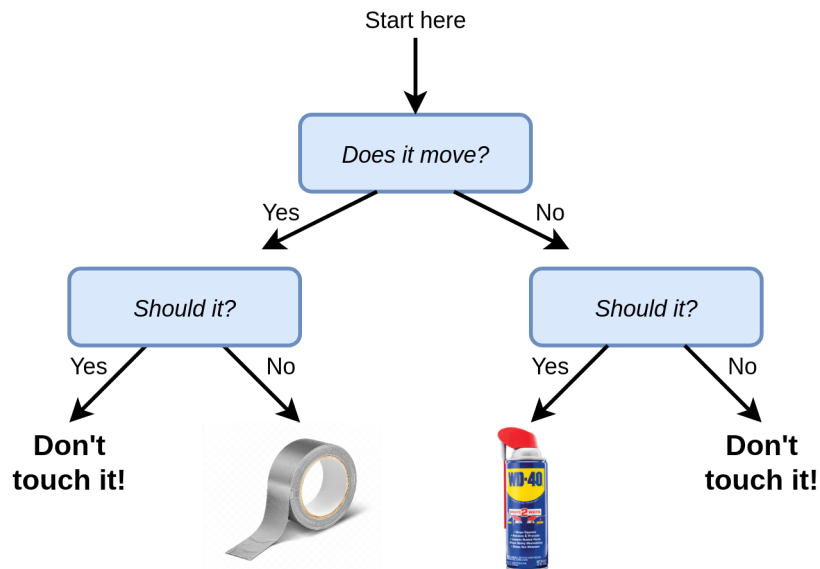 Start here
Does it move?
Yes
No
Should it?
Should it?
Yes
No
Yes
No
Don't
touch it!
WD-40
Don't
touch it!